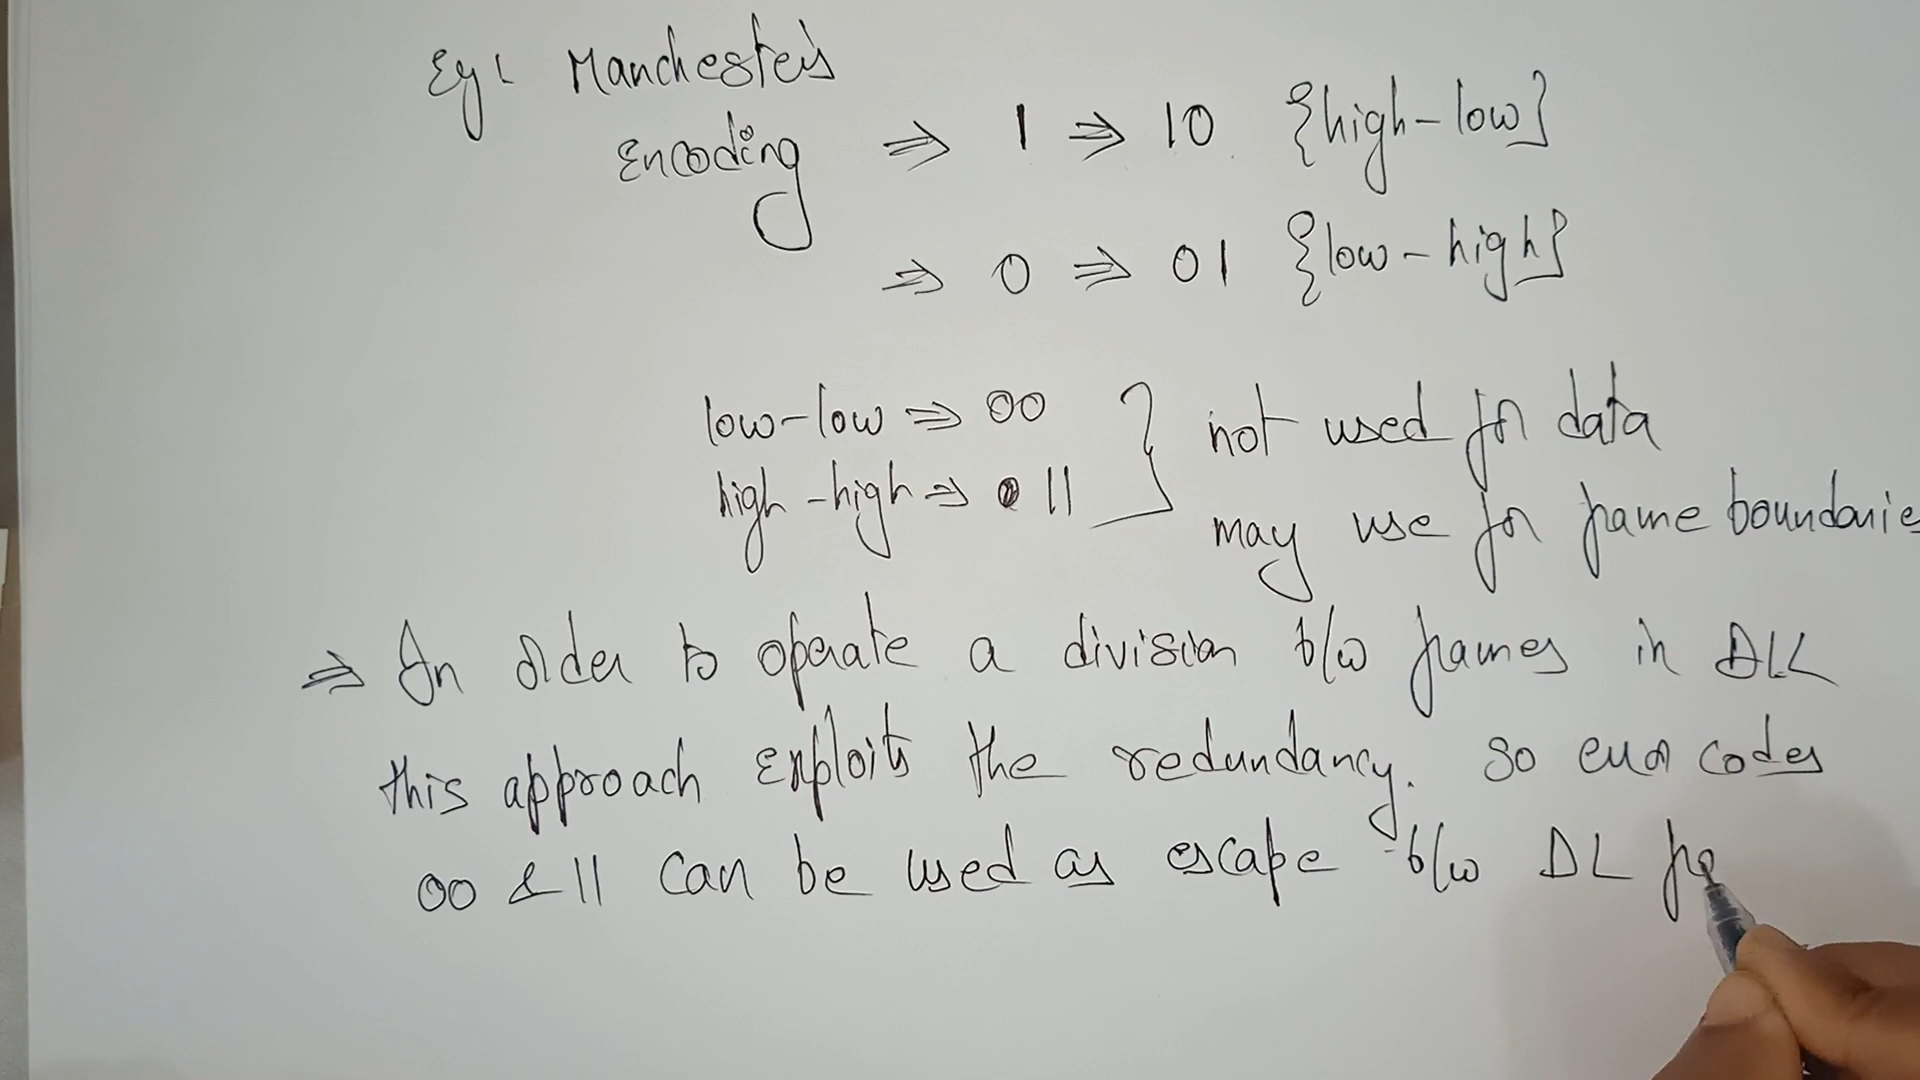 Eg: Manchester's
Encoding ⇒ 1 ⇒ 10 {high-low}
⇒ 0 ⇒ 01 {low-high}
low-low ⇒ 00 } not used for data
high-high ⇒ 11 may use for frame boundaries
⇒ In order to operate a division b/w frames in DLL
this approach exploits the redundancy. So codes
00 & 11 can be used as escape b/w DL fra